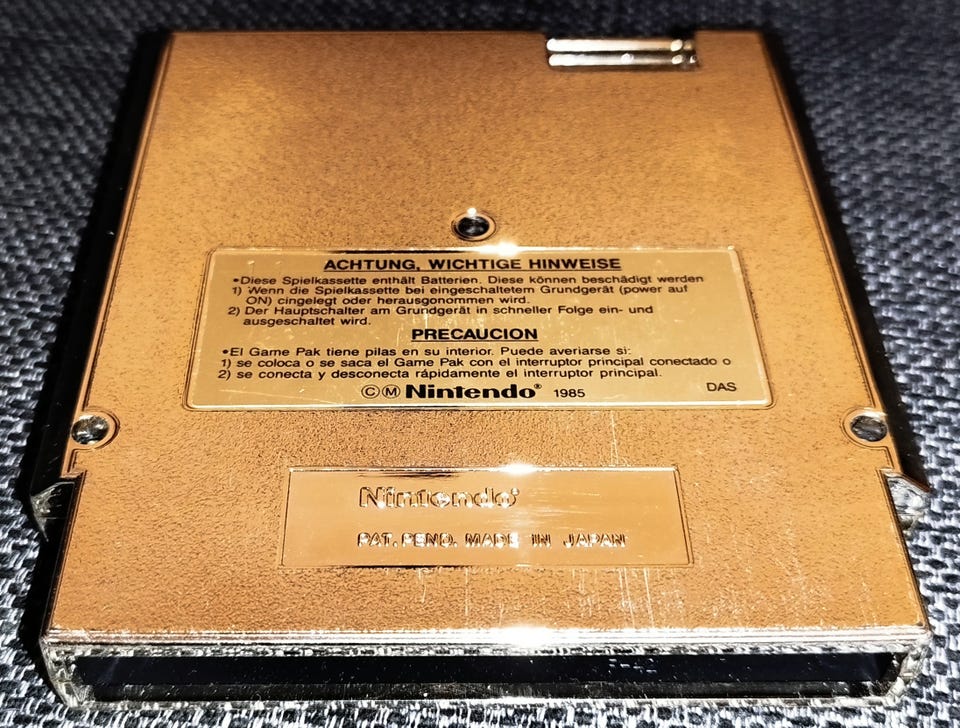 ACHTUNG, WICHTIGE HINWEISE
•Diese Spielkassette enthält Batterien. Diese können beschädigt werden
1) Wenn die Spielkassette bei eingeschaltetem Grundgerät (power auf
ON) cingelegt oder herausgonommen wird.
2) Der Hauptschalter am Grundgerät in schneller Folge ein- und
ausgeschaltet wird.
PRECAUCION
•El Game Pak tiene pilas en su interior. Puede averiarse si:
1) se coloca o se saca el Game Pak con el interruptor principal conectado o
2) se conecta y desconecta rápidamente el interruptor principal.
©Ⓜ Nintendo® 1985 DAS
Nintendo®
PAT. PEND. MADE IN JAPAN